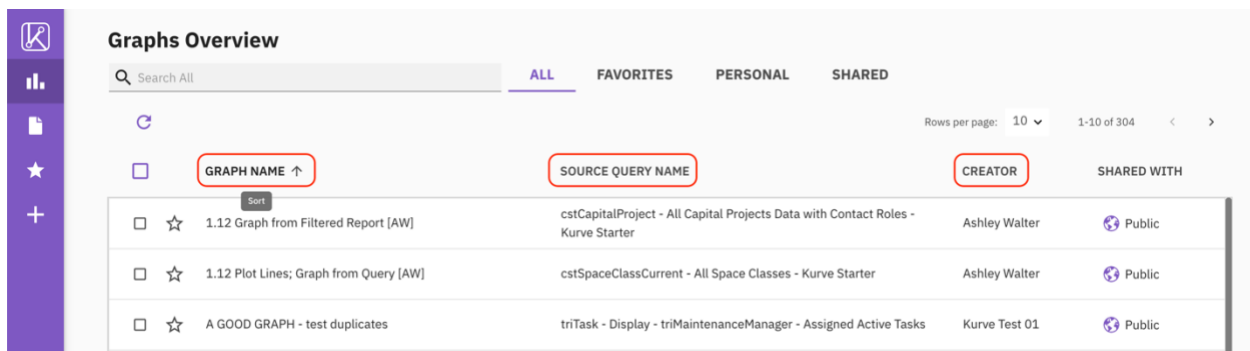 Graphs Overview
Search All
ALL FAVORITES PERSONAL SHARED
Rows per page: 10 1-10 of 304
GRAPH NAME ↑ SOURCE QUERY NAME CREATOR SHARED WITH
Sort
1.12 Graph from Filtered Report [AW] cstCapitalProject - All Capital Projects Data with Contact Roles - Ashley Walter Public
Kurve Starter
1.12 Plot Lines; Graph from Query [AW] cstSpaceClassCurrent - All Space Classes - Kurve Starter Ashley Walter Public
A GOOD GRAPH - test duplicates triTask - Display - triMaintenanceManager - Assigned Active Tasks Kurve Test 01 Public